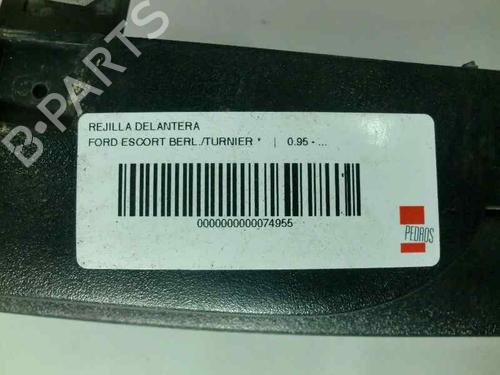 B-PARTS
REJILLA DELANTERA
FORD ESCORT BERL./TURNIER * | 0.95 - ...
0000000000074955
PEDROS